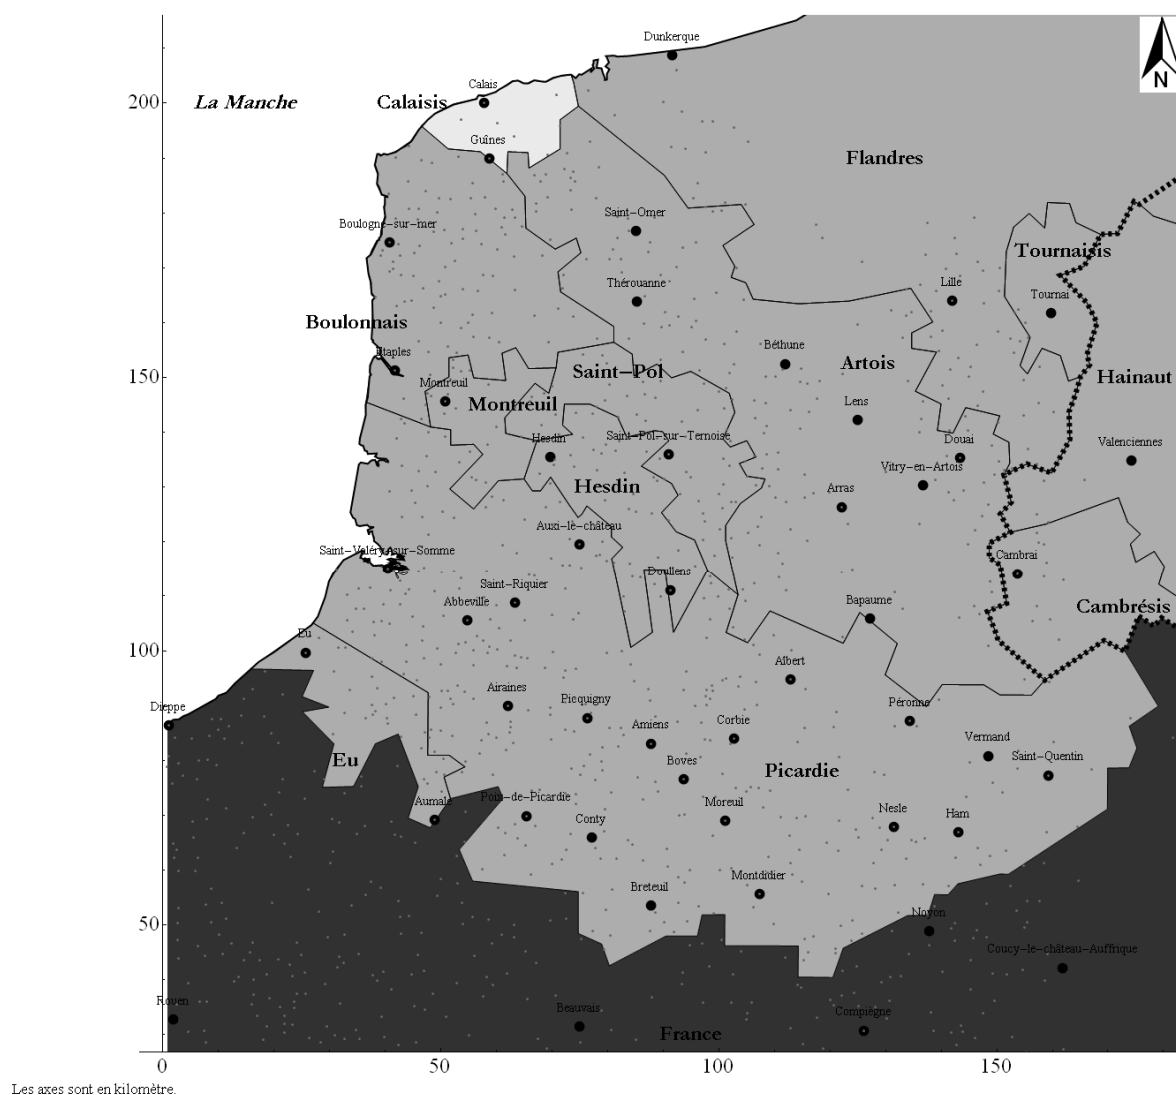 Dunkerque
N
Calais
200
La Manche
Calaisis
Guînes
Flandres
Saint-Omer
Boulogne-sur-mer
Tournaisis
Thérouanne
Lille
Tournai
Boulonnais
Étaples
Béthune
Artois
Saint-Pol
150
Hainaut
Montreuil
Montreuil
Lens
Hesdin
Saint-Pol-sur-Ternoise
Douai
Valenciennes
Vitry-en-Artois
Hesdin
Arras
Auxi-le-château
Saint-Valéry-sur-Somme
Cambrai
Doullens
Saint-Riquier
Abbeville
Bapaume
Cambrésis
Eu
100
Albert
Airaines
Dieppe
Picquigny
Péronne
Corbie
Amiens
Vermand
Eu
Boves
Saint-Quentin
Picardie
Poix-de-Picardie
Aumale
Moreuil
Nesle
Ham
Conty
Montdidier
Breteuil
50
Noyon
Coucy-le-château-Auffrique
Rouen
Beauvais
Compiègne
France
0
50
100
150
Les axes sont en kilomètre.